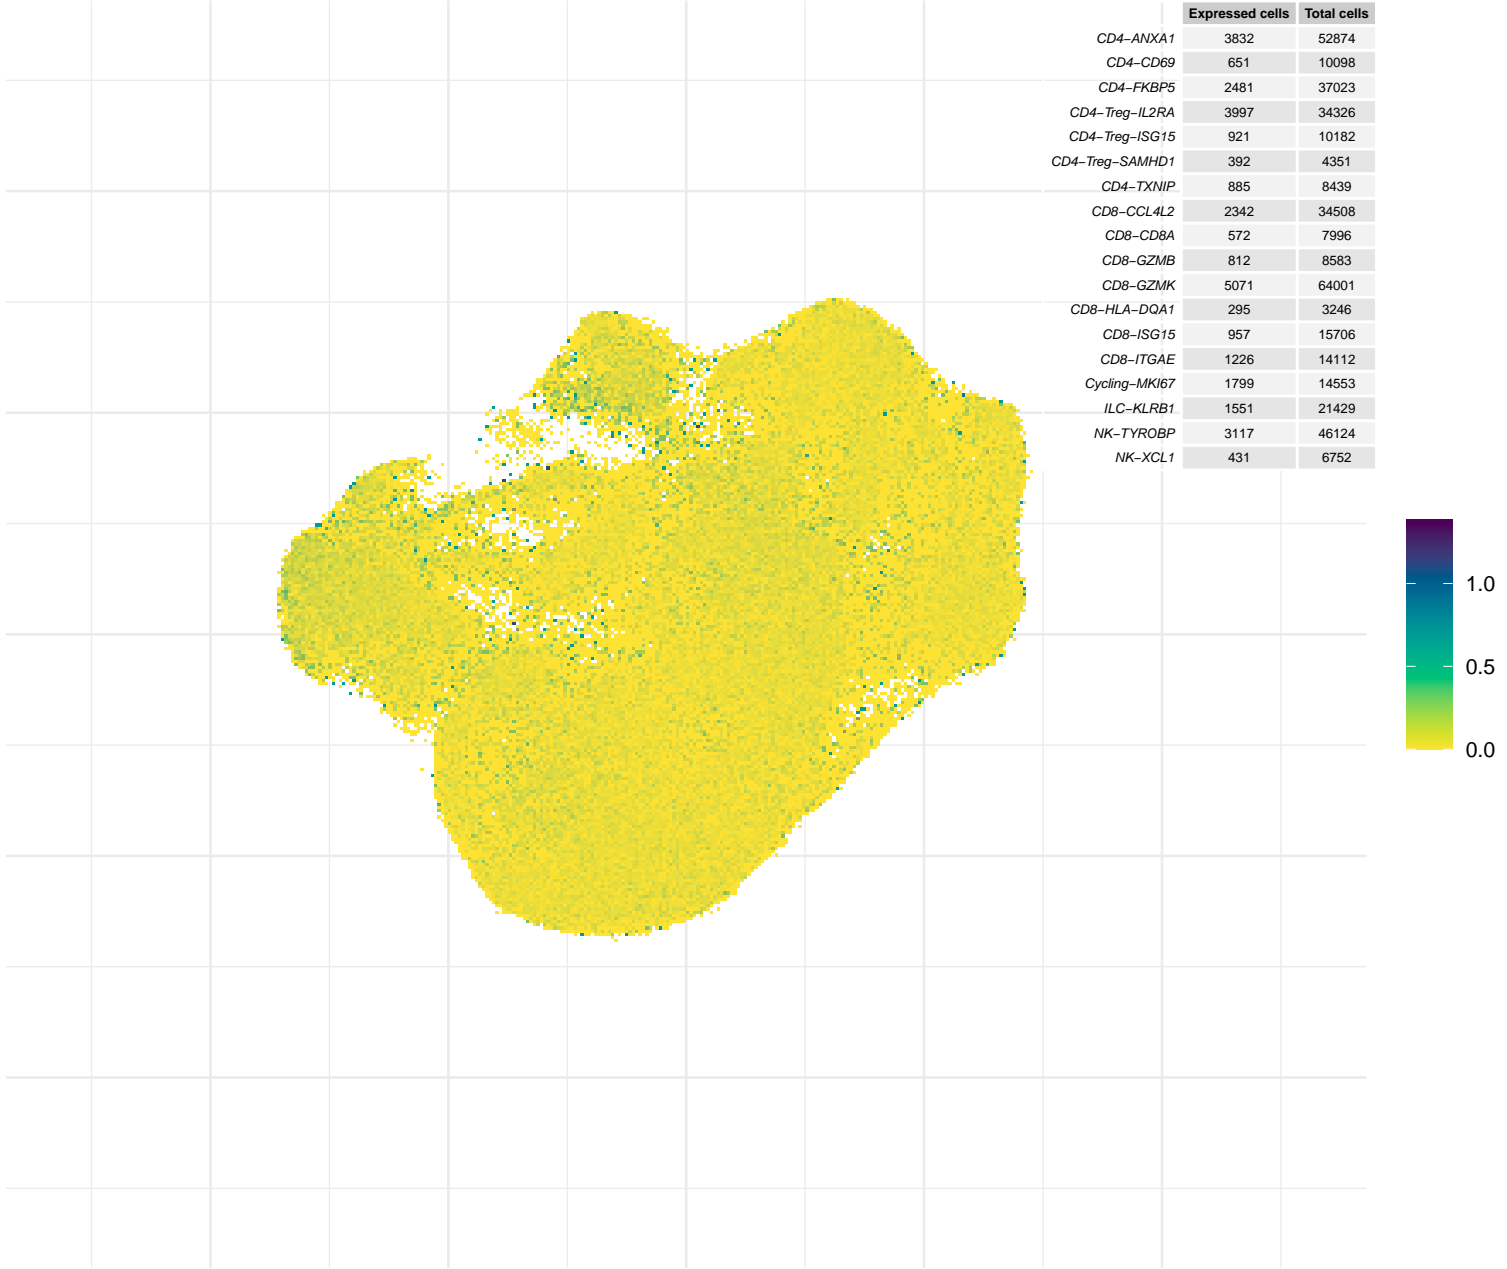 Expressed cells Total cells
CD4−ANXA1 3832 52874
CD4−CD69 651 10098
CD4−FKBP5 2481 37023
CD4−Treg−IL2RA 3997 34326
CD4−Treg−ISG15 921 10182
CD4−Treg−SAMHD1 392 4351
CD4−TXNIP 885 8439
CD8−CCL4L2 2342 34508
CD8−CD8A 572 7996
CD8−GZMB 812 8583
CD8−GZMK 5071 64001
CD8−HLA−DQA1 295 3246
CD8−ISG15 957 15706
CD8−ITGAE 1226 14112
Cycling−MKI67 1799 14553
ILC−KLRB1 1551 21429
NK−TYROBP 3117 46124
NK−XCL1 431 6752
1.0
0.5
0.0